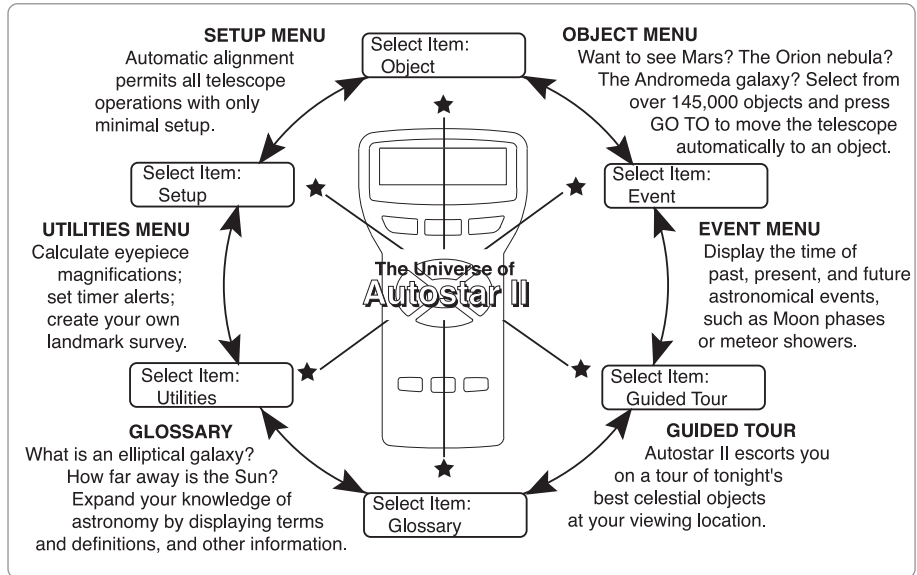 SETUP MENU
Automatic alignment
permits all telescope
operations with only
minimal setup.
Select Item:
Object
OBJECT MENU
Want to see Mars? The Orion nebula?
The Andromeda galaxy? Select from
over 145,000 objects and press
GO TO to move the telescope
automatically to an object.
Select Item:
Setup
Select Item:
Event
UTILITIES MENU
Calculate eyepiece
magnifications;
set timer alerts;
create your own
landmark survey.
The Universe of
Autostar II
EVENT MENU
Display the time of
past, present, and future
astronomical events,
such as Moon phases
or meteor showers.
Select Item:
Utilities
Select Item:
Guided Tour
GLOSSARY
What is an elliptical galaxy?
How far away is the Sun?
Expand your knowledge of
astronomy by displaying terms
and definitions, and other information.
Select Item:
Glossary
GUIDED TOUR
Autostar II escorts you
on a tour of tonight's
best celestial objects
at your viewing location.